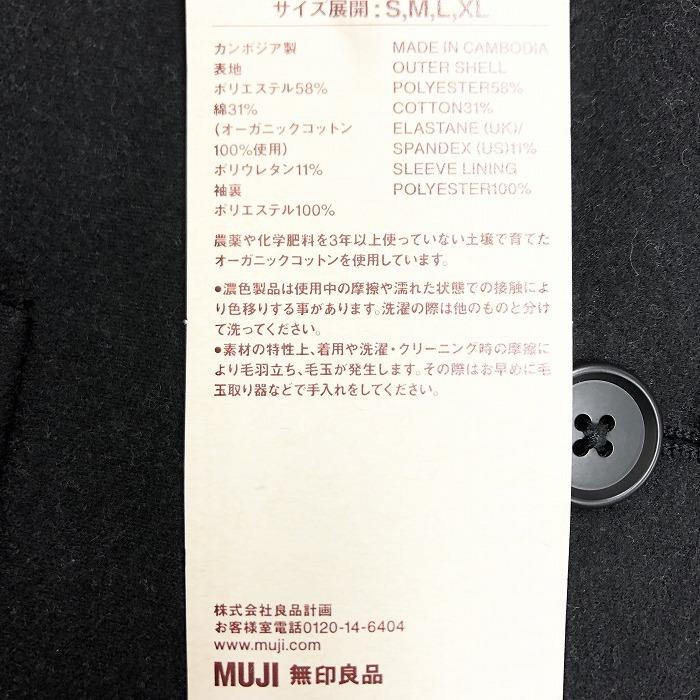 サイズ展開：S,M,L,XL
カンボジア製
表地
ポリエステル58%
綿31%
(オーガニックコットン
100%使用)
ポリウレタン11%
袖裏
ポリエステル100%
MADE IN CAMBODIA
OUTER SHELL
POLYESTER58%
COTTON31%
ELASTANE (UK)/
SPANDEX (US)11%
SLEEVE LINING
POLYESTER100%
農薬や化学肥料を3年以上使っていない土壌で育てた
オーガニックコットンを使用しています。
●濃色製品は使用中の摩擦や濡れた状態での接触によ
り色移りする事があります。洗濯の際は他のものと分け
て洗ってください。
●素材の特性上、着用や洗濯・クリーニング時の摩擦に
より毛羽立ち、毛玉が発生します。その際はお早めに毛
玉取り器などで手入れをしてください。
株式会社良品計画
お客様室電話0120-14-6404
www.muji.com
MUJI 無印良品